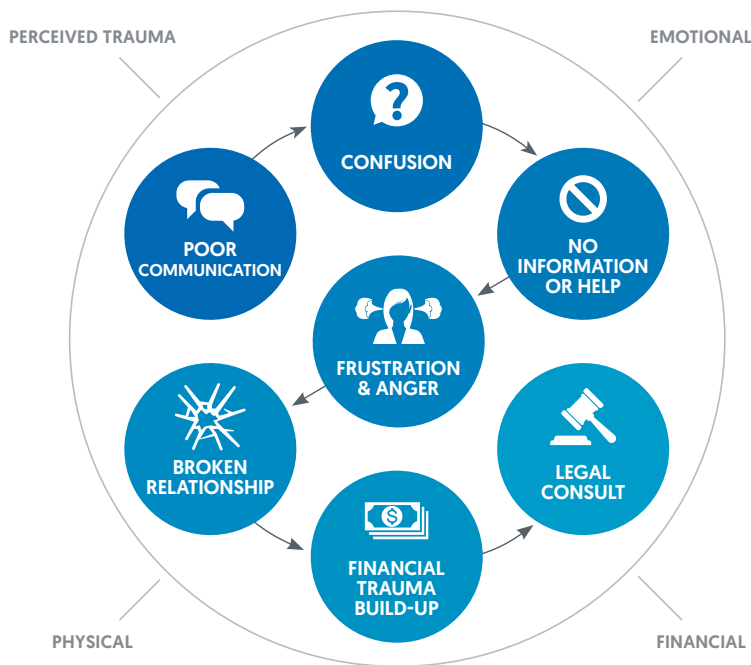 PERCEIVED TRAUMA
EMOTIONAL
?
CONFUSION
POOR
COMMUNICATION
NO
INFORMATION
OR HELP
FRUSTRATION
& ANGER
BROKEN
RELATIONSHIP
$
FINANCIAL
TRAUMA
BUILD-UP
LEGAL
CONSULT
PHYSICAL
FINANCIAL